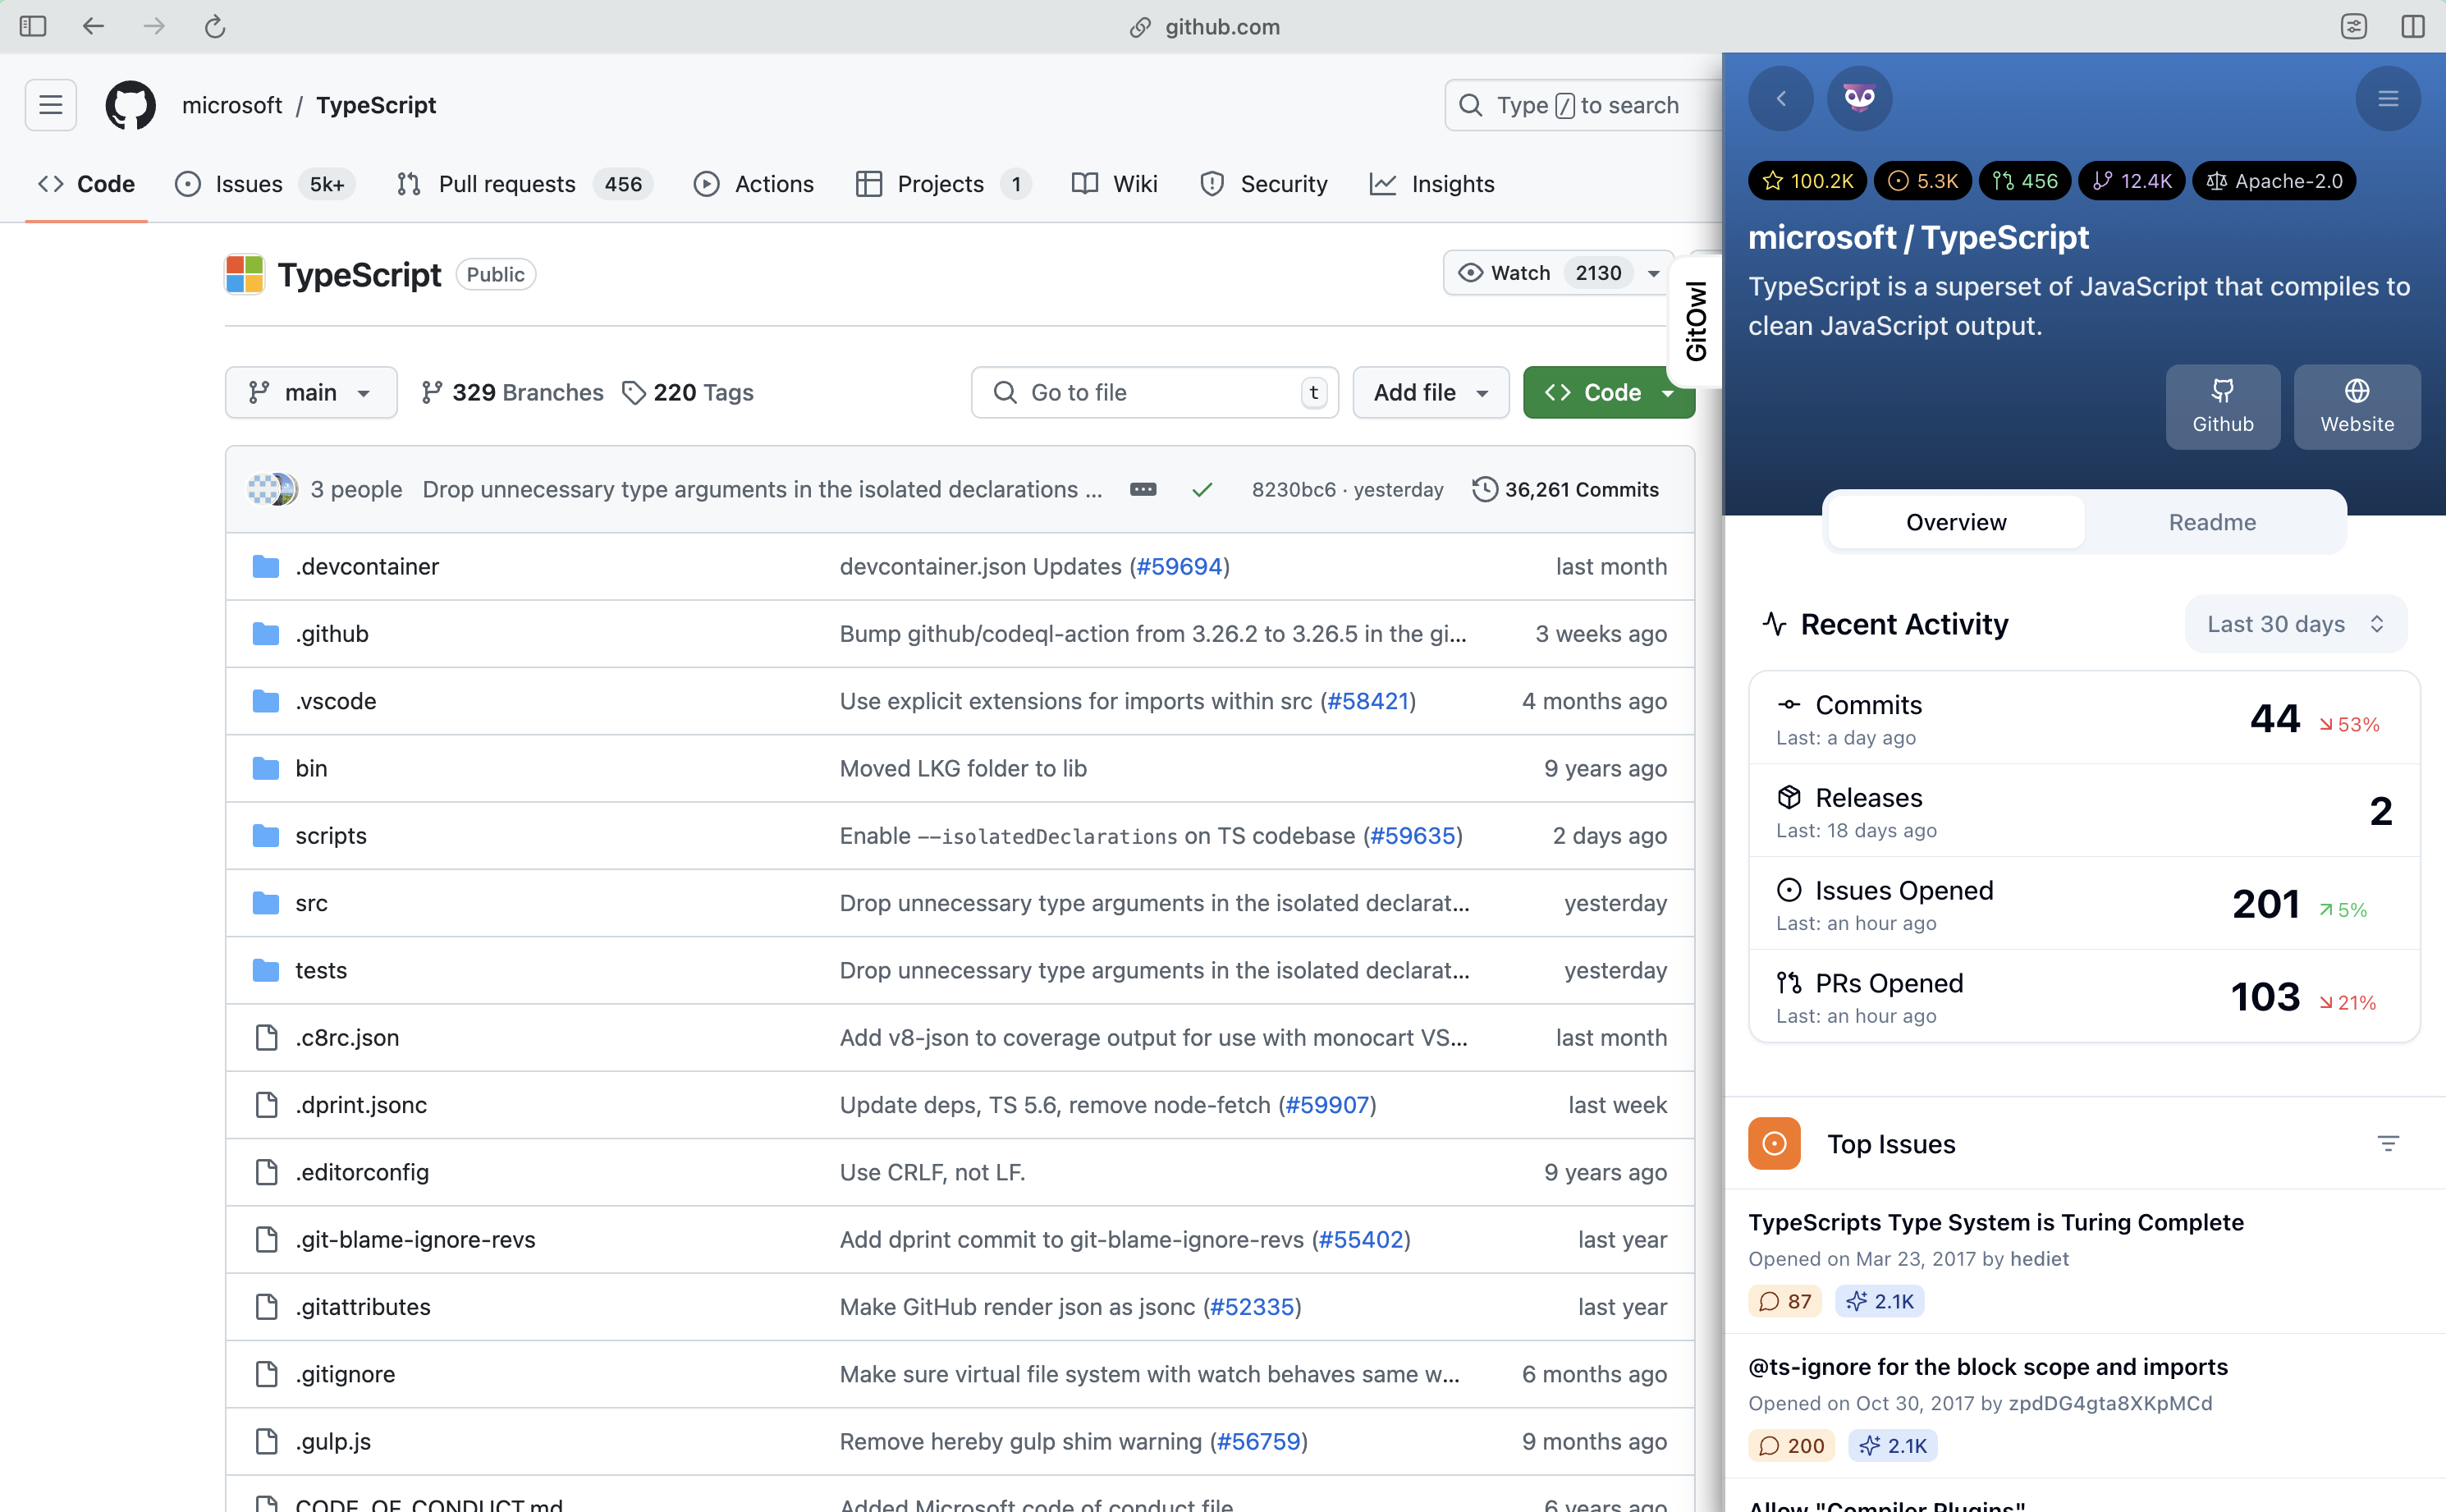 github.com
microsoft / TypeScript
Type / to search
Code
Issues 5k+
Pull requests 456
Actions
Projects 1
Wiki
Security
Insights
TypeScript Public
Watch 2130
main
329 Branches
220 Tags
Go to file t
Add file
Code
3 people Drop unnecessary type arguments in the isolated declarations ... 8230bc6 · yesterday 36,261 Commits
.devcontainer devcontainer.json Updates (#59694) last month
.github Bump github/codeql-action from 3.26.2 to 3.26.5 in the gi... 3 weeks ago
.vscode Use explicit extensions for imports within src (#58421) 4 months ago
bin Moved LKG folder to lib 9 years ago
scripts Enable --isolatedDeclarations on TS codebase (#59635) 2 days ago
src Drop unnecessary type arguments in the isolated declarat... yesterday
tests Drop unnecessary type arguments in the isolated declarat... yesterday
.c8rc.json Add v8-json to coverage output for use with monocart VS... last month
.dprint.jsonc Update deps, TS 5.6, remove node-fetch (#59907) last week
.editorconfig Use CRLF, not LF. 9 years ago
.git-blame-ignore-revs Add dprint commit to git-blame-ignore-revs (#55402) last year
.gitattributes Make GitHub render json as jsonc (#52335) last year
.gitignore Make sure virtual file system with watch behaves same w... 6 months ago
.gulp.js Remove hereby gulp shim warning (#56759) 9 months ago
CODE_OF_CONDUCT.md Added Microsoft code of conduct file 6 years ago
GitOwl
100.2K 5.3K 456 12.4K Apache-2.0
microsoft / TypeScript
TypeScript is a superset of JavaScript that compiles to
clean JavaScript output.
Github
Website
Overview Readme
Recent Activity Last 30 days
Commits
Last: a day ago
44 53%
Releases
Last: 18 days ago
2
Issues Opened
Last: an hour ago
201 5%
PRs Opened
Last: an hour ago
103 21%
Top Issues
TypeScripts Type System is Turing Complete
Opened on Mar 23, 2017 by hediet
87 2.1K
@ts-ignore for the block scope and imports
Opened on Oct 30, 2017 by zpdDG4gta8XKpMCd
200 2.1K
Allow "Compiler Plugins"